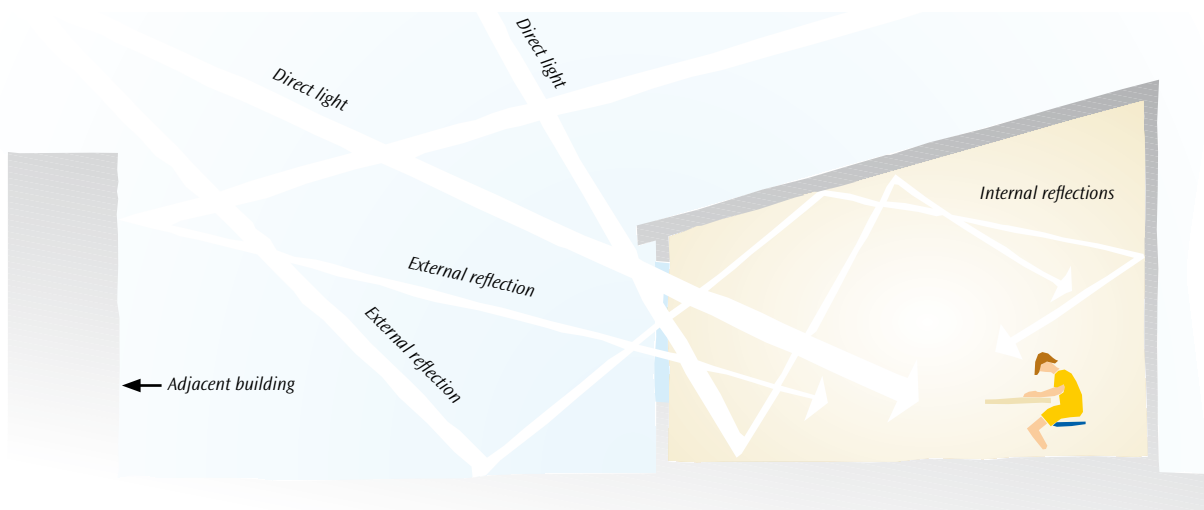 Direct light
Direct light
Internal reflections
External reflection
External reflection
Adjacent building